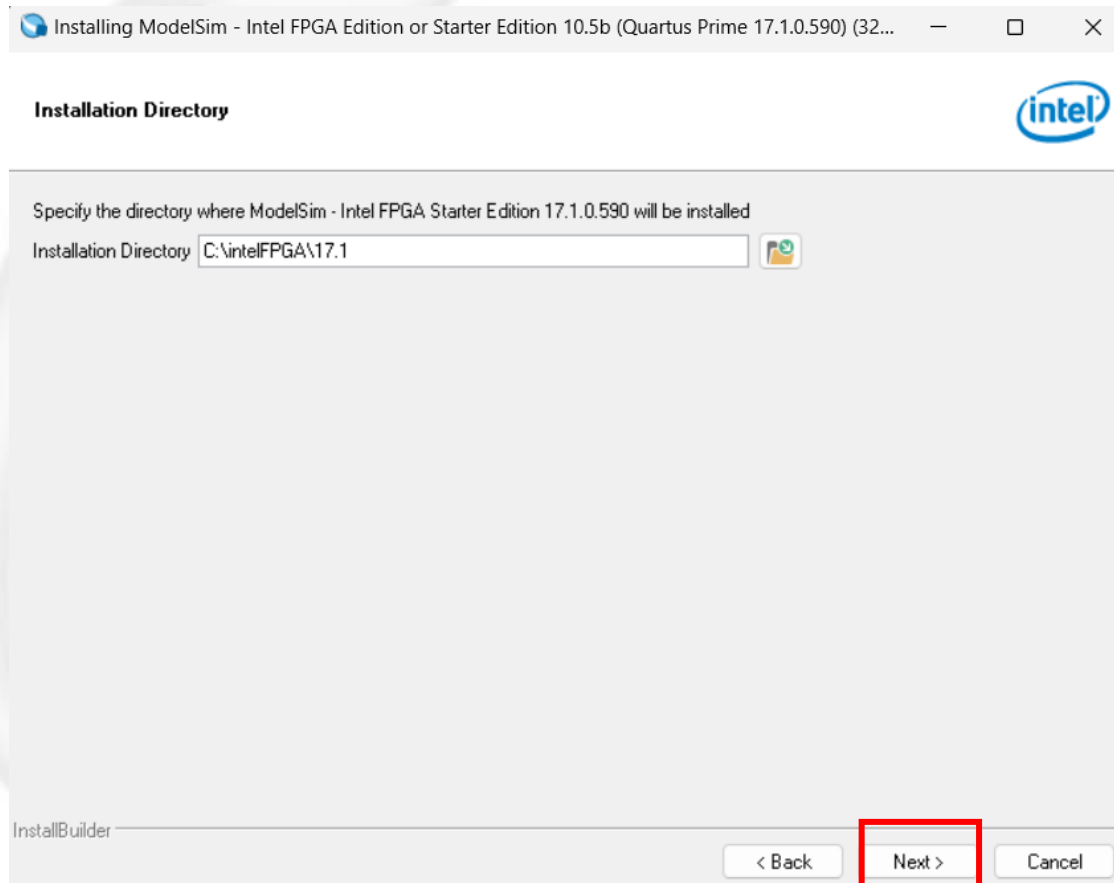 Installing ModelSim - Intel FPGA Edition or Starter Edition 10.5b (Quartus Prime 17.1.0.590) (32...
Installation Directory
intel
Specify the directory where ModelSim - Intel FPGA Starter Edition 17.1.0.590 will be installed
Installation Directory C:\intelFPGA\17.1
InstallBuilder
< Back Next > Cancel